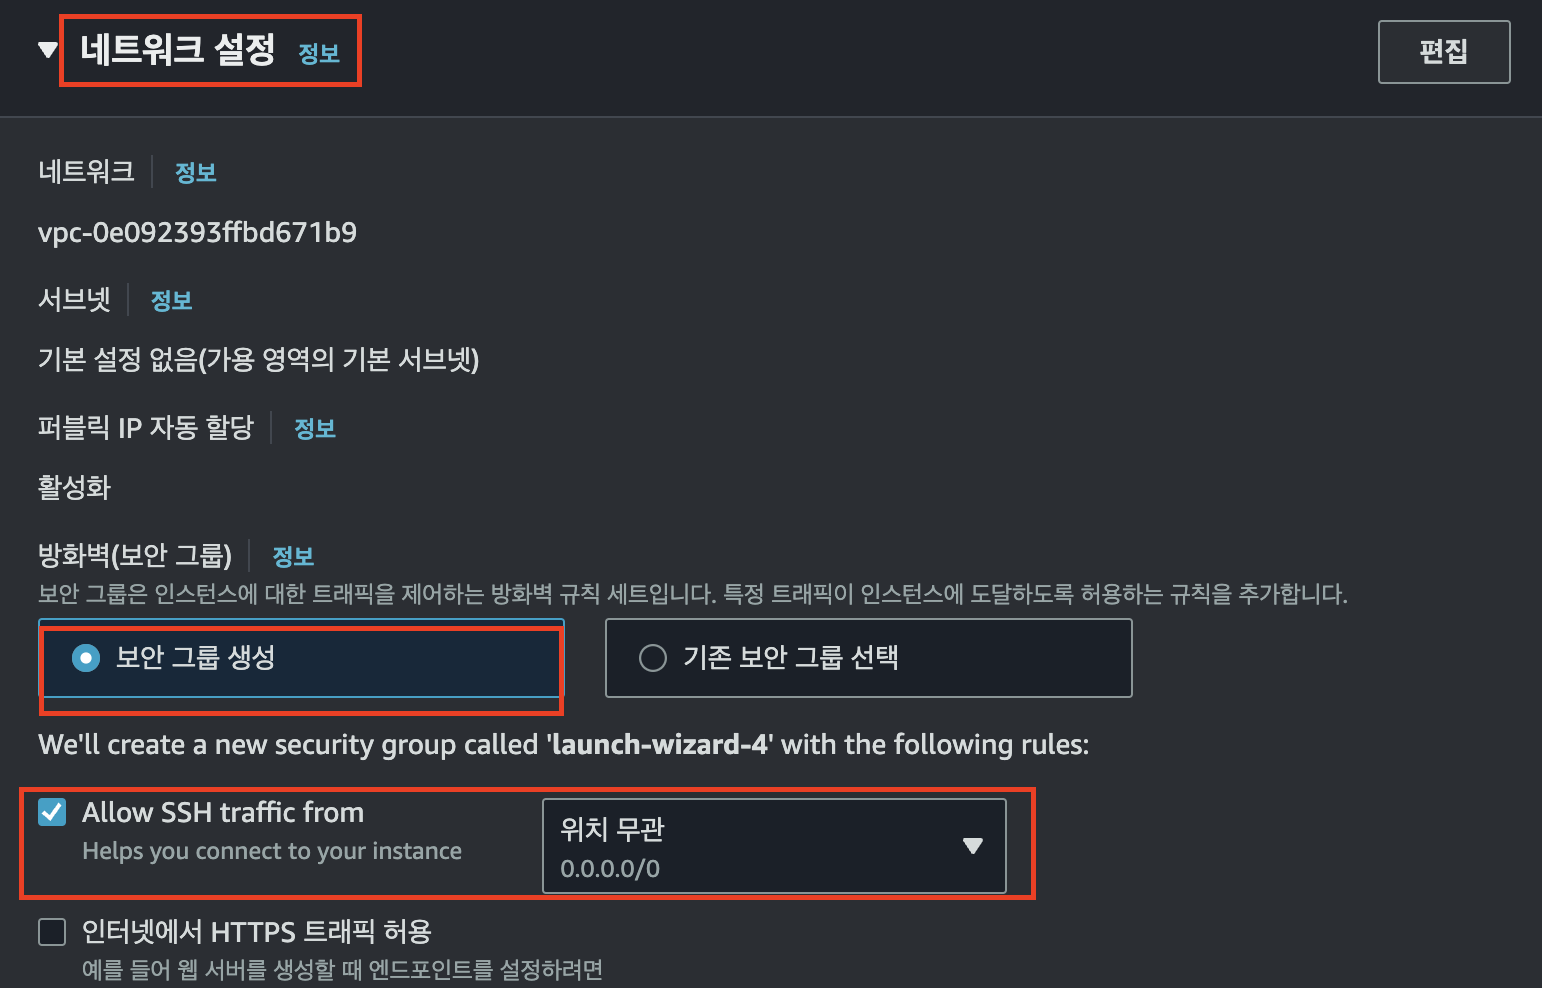 네트워크 설정 정보
편집
네트워크 정보
vpc-0e092393ffbd671b9
서브넷 정보
기본 설정 없음(가용 영역의 기본 서브넷)
퍼블릭 IP 자동 할당 정보
활성화
방화벽(보안 그룹) 정보
보안 그룹은 인스턴스에 대한 트래픽을 제어하는 방화벽 규칙 세트입니다. 특정 트래픽이 인스턴스에 도달하도록 허용하는 규칙을 추가합니다.
보안 그룹 생성
기존 보안 그룹 선택
We'll create a new security group called 'launch-wizard-4' with the following rules:
Allow SSH traffic from
Helps you connect to your instance
위치 무관
0.0.0.0/0
인터넷에서 HTTPS 트래픽 허용
예를 들어 웹 서버를 생성할 때 엔드포인트를 설정하려면